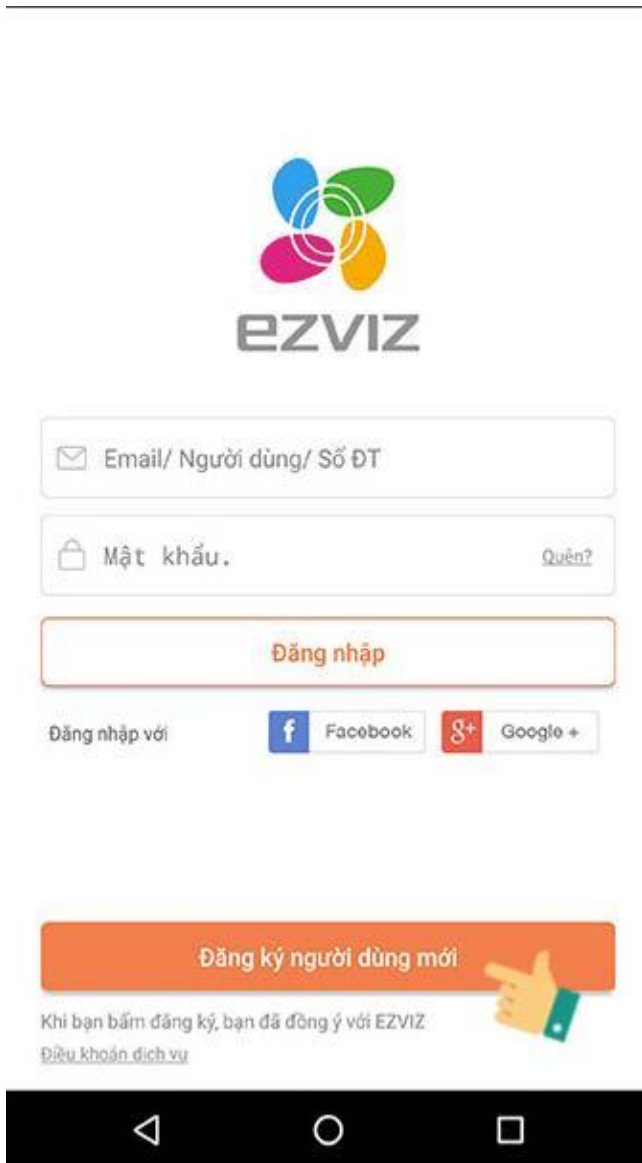 ezviz
Email/ Người dùng/ Số ĐT
Mật khẩu.
Quên?
Đăng nhập
Đăng nhập với
f Facebook
g+ Google +
Đăng ký người dùng mới
Khi bạn bấm đăng ký, bạn đã đồng ý với EZVIZ
Điều khoản dịch vụ